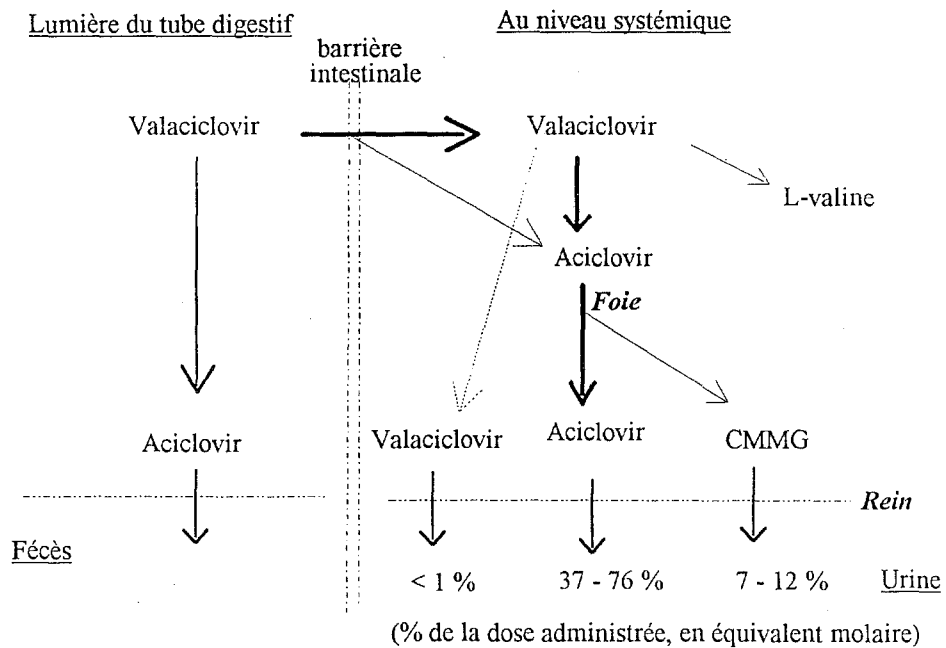 Lumière du tube digestif
Au niveau systémique
barrière
intestinale
Valaciclovir
Valaciclovir
L-valine
Aciclovir
Foie
Aciclovir
Valaciclovir
Aciclovir
CMMG
Rein
Fécès
< 1 %
37 - 76 %
7 - 12 %
Urine
(% de la dose administrée, en équivalent molaire)